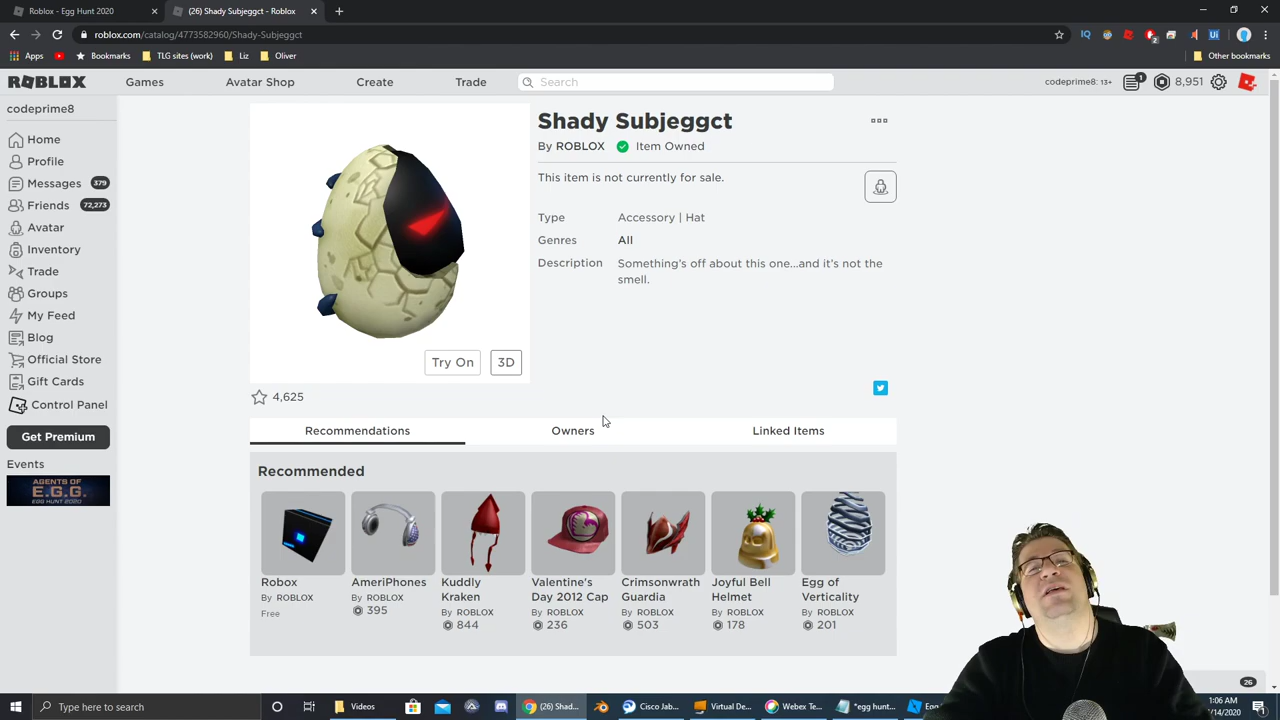 Roblox - Egg Hunt 2020
(26) Shady Subjeggct - Roblox
roblox.com/catalog/4773582960/Shady-Subjeggct
Apps
Bookmarks
TLG sites (work)
Liz
Oliver
Other bookmarks
ROBLOX
Games
Avatar Shop
Create
Trade
Search
codeprime8: 13+
1
8,951
codeprime8
Home
Profile
Messages 379
Friends 72,273
Avatar
Inventory
Trade
Groups
My Feed
Blog
Official Store
Gift Cards
Control Panel
Get Premium
Events
AGENTS OF
E.G.G.
EGG HUNT 2020
Shady Subjeggct
By ROBLOX Item Owned
This item is not currently for sale.
Type Accessory | Hat
Genres All
Description Something's off about this one...and it's not the
smell.
Try On
3D
4,625
Recommendations
Owners
Linked Items
Recommended
Robox
By ROBLOX
Free
AmeriPhones
By ROBLOX
395
Kuddly
Kraken
By ROBLOX
844
Valentine's
Day 2012 Cap
By ROBLOX
236
Crimsonwrath
Guardia
By ROBLOX
503
Joyful Bell
Helmet
By ROBLOX
178
Egg of
Verticality
By ROBLOX
201
26
Type here to search
Videos
(26) Shad...
Cisco Jab...
Virtual De...
Webex Te...
*egg hunt...
1:06 AM